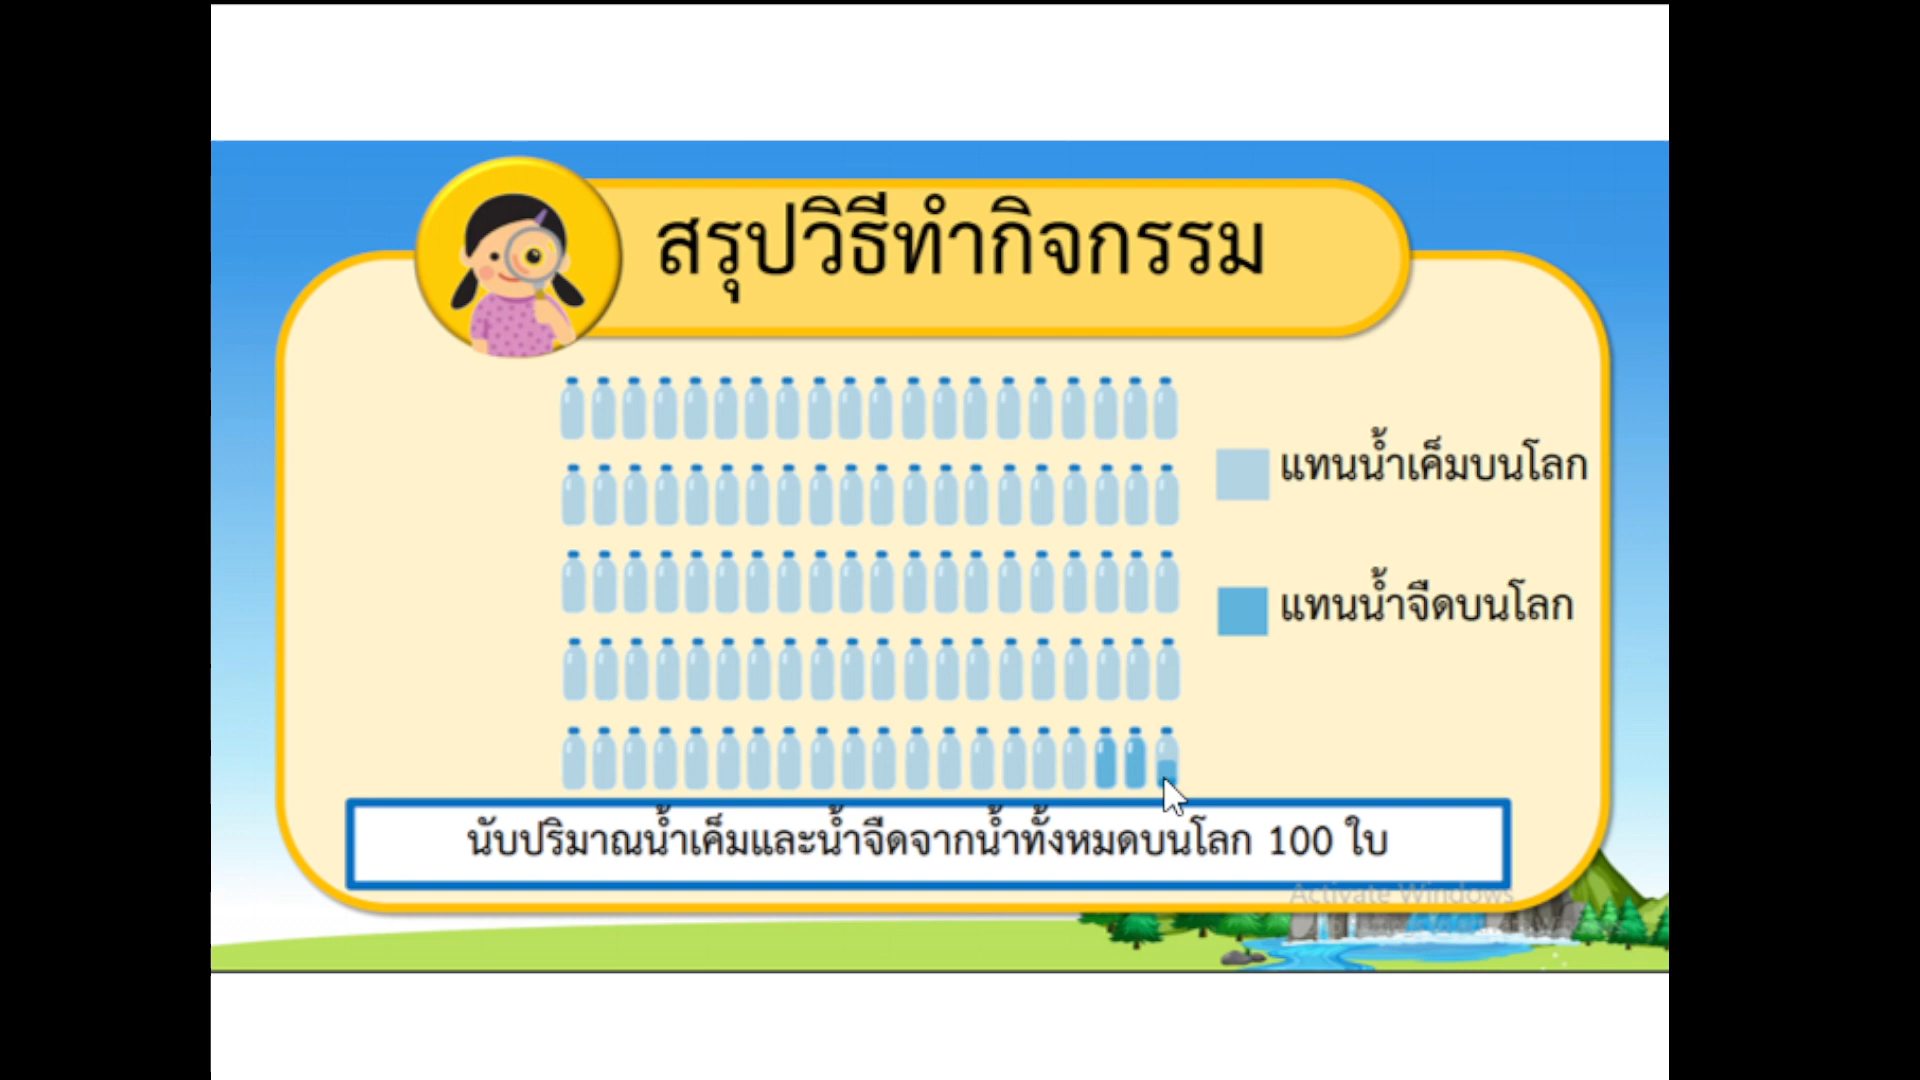 สรุปวิธีทำกิจกรรม
แทนน้ำเค็มบนโลก
แทนน้ำจืดบนโลก
นับปริมาณน้ำเค็มและน้ำจืดจากน้ำทั้งหมดบนโลก 100 ใบ
Activate Windows